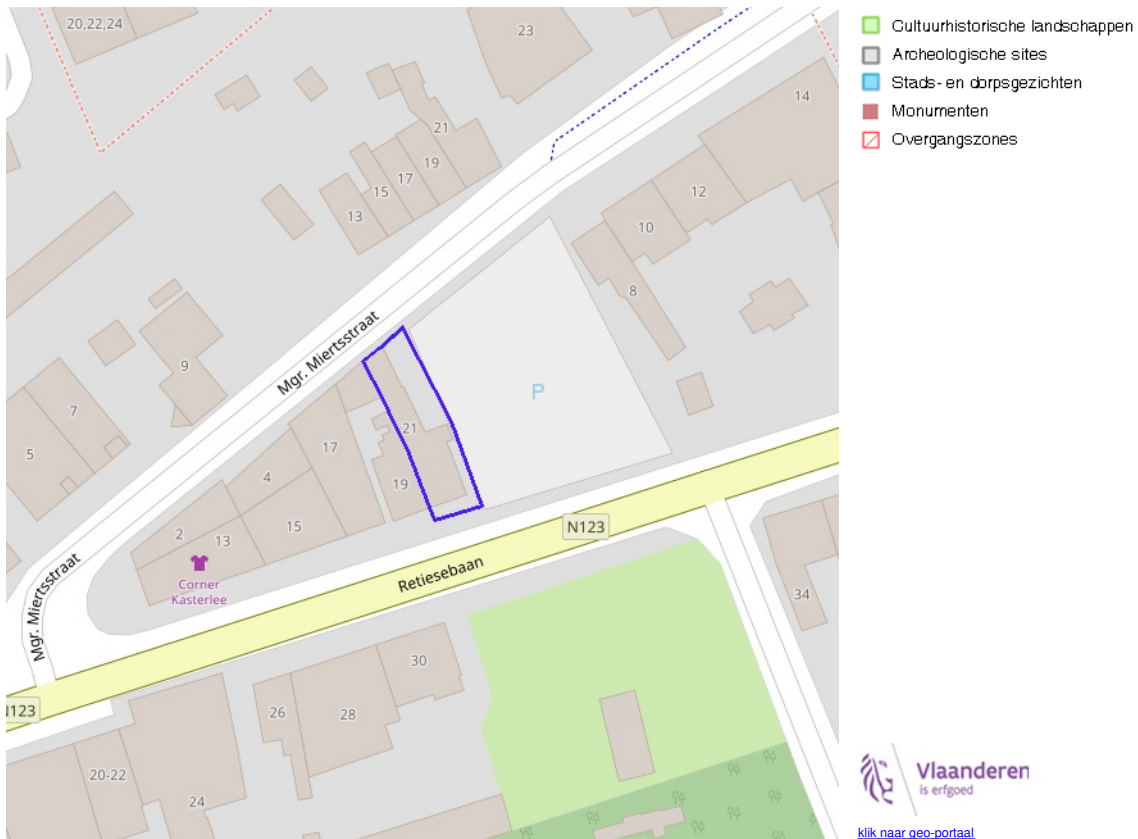 20,22,24
23
14
21
19
17
15
13
12
10
8
9
7
5
Mgr. Miertsstraat
P
21
19
17
4
15
2
13
Corner
Kasterlee
N123
Retiesebaan
Mgr. Miertsstraat
34
30
28
26
N123
20-22
24
Cultuurhistorische landschappen
Archeologische sites
Stads- en dorpsgezichten
Monumenten
Overgangszones
Vlaanderen
is erfgoed
klik naar geo-portaal